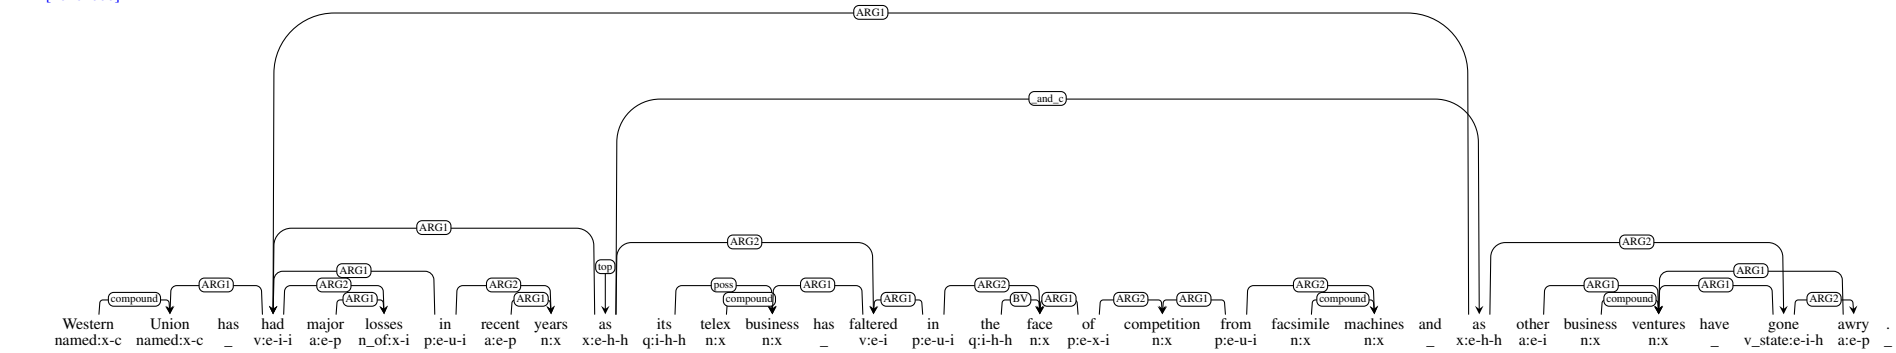 ARG1
_and_c
ARG1
ARG2 ARG2
top
ARG1 ARG1
ARG1 ARG2 ARG2 poss ARG1 ARG2 ARG2 ARG1 ARG1
compound ARG1 ARG1 compound ARG1 BV ARG1 ARG2 ARG1 compound compound ARG2
Western Union has had major losses in recent years as its telex business has faltered in the face of competition from facsimile machines and as other business ventures have gone awry .
named:x-c named:x-c _ v:e-i-i a:e-p n_of:x-i p:e-u-i a:e-p n:x x:e-h-h q:i-h-h n:x n:x _ v:e-i p:e-u-i q:i-h-h n:x p:e-x-i n:x p:e-u-i n:x n:x _ x:e-h-h a:e-i n:x n:x _ v_state:e-i-h a:e-p _